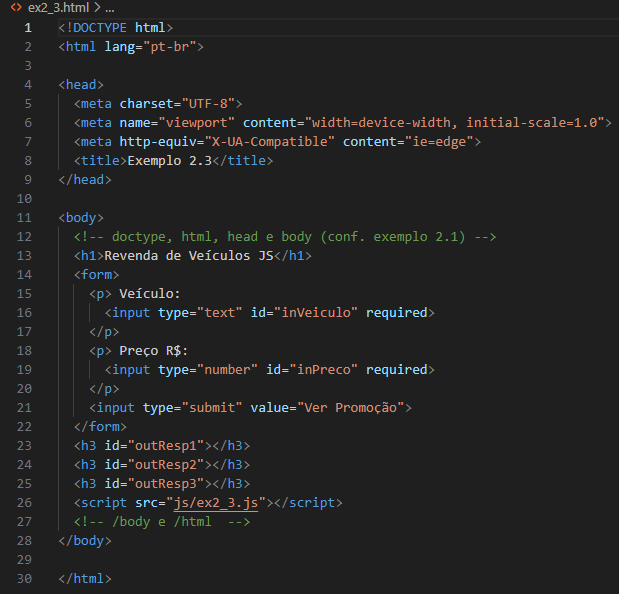 ex2_3.html > ...
1 <!DOCTYPE html>
2 <html lang="pt-br">
3
4 <head>
5   <meta charset="UTF-8">
6   <meta name="viewport" content="width=device-width, initial-scale=1.0">
7   <meta http-equiv="X-UA-Compatible" content="ie=edge">
8   <title>Exemplo 2.3</title>
9 </head>
10
11 <body>
12   <!-- doctype, html, head e body (conf. exemplo 2.1) -->
13   <h1>Revenda de Veículos JS</h1>
14   <form>
15     <p> Veículo:
16       <input type="text" id="inVeiculo" required>
17     </p>
18     <p> Preço R$:
19       <input type="number" id="inPreco" required>
20     </p>
21     <input type="submit" value="Ver Promoção">
22   </form>
23   <h3 id="outResp1"></h3>
24   <h3 id="outResp2"></h3>
25   <h3 id="outResp3"></h3>
26   <script src="js/ex2_3.js"></script>
27   <!-- /body e /html  -->
28 </body>
29
30 </html>